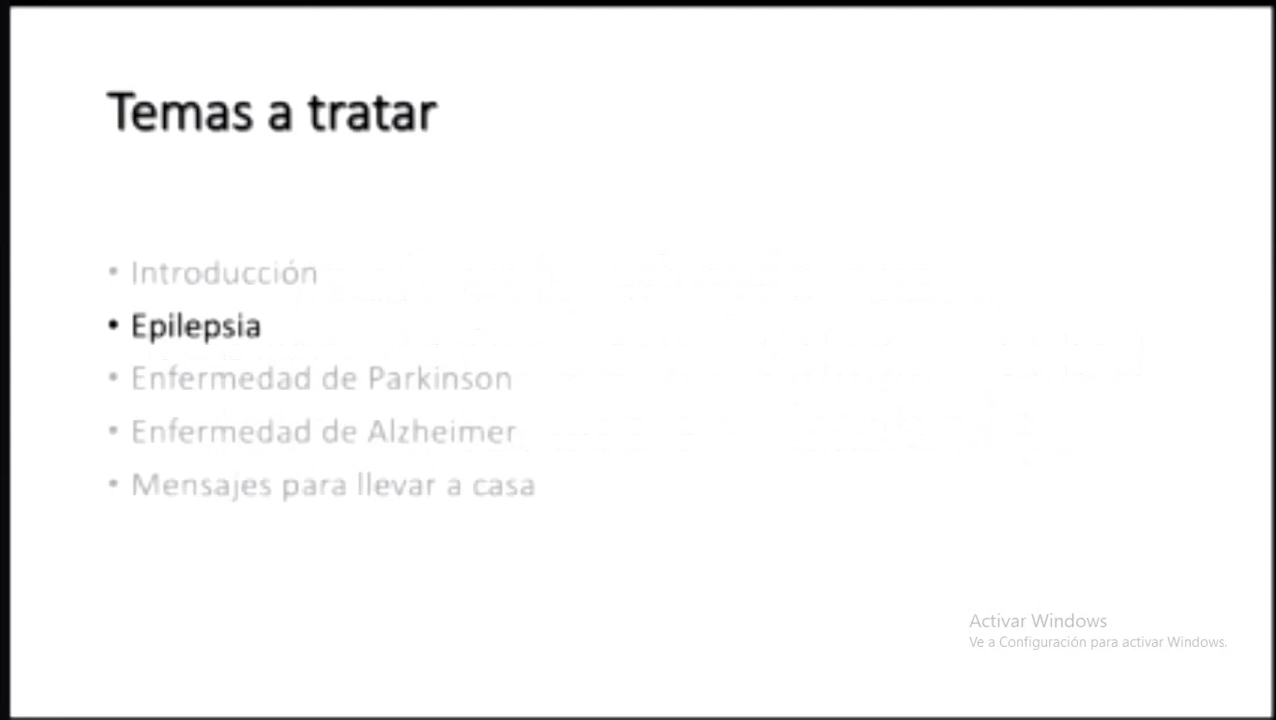 Temas a tratar
• Introducción
• Epilepsia
• Enfermedad de Parkinson
• Enfermedad de Alzheimer
• Mensajes para llevar a casa
Activar Windows
Ve a Configuración para activar Windows.